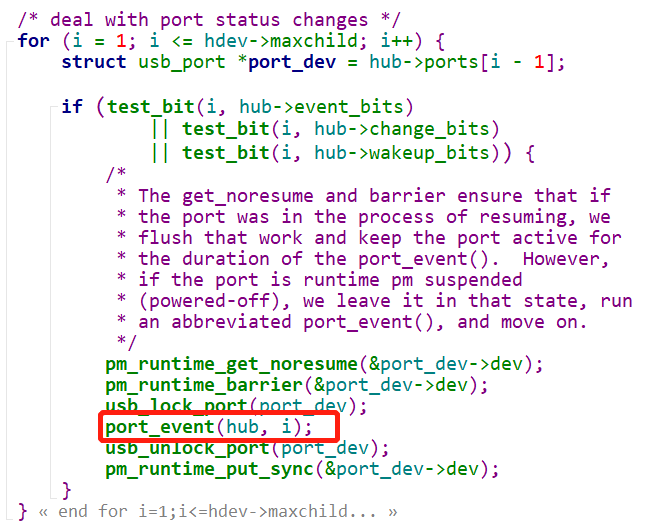 /* deal with port status changes */
for (i = 1; i <= hdev->maxchild; i++) {
struct usb_port *port_dev = hub->ports[i - 1];
if (test_bit(i, hub->event_bits)
|| test_bit(i, hub->change_bits)
|| test_bit(i, hub->wakeup_bits)) {
/*
* The get_noresume and barrier ensure that if
* the port was in the process of resuming, we
* flush that work and keep the port active for
* the duration of the port_event().  However,
* if the port is runtime pm suspended
* (powered-off), we leave it in that state, run
* an abbreviated port_event(), and move on.
*/
pm_runtime_get_noresume(&port_dev->dev);
pm_runtime_barrier(&port_dev->dev);
usb_lock_port(port_dev);
port_event(hub, i);
usb_unlock_port(port_dev);
pm_runtime_put_sync(&port_dev->dev);
}
} « end for i=1;i<=hdev->maxchild... »